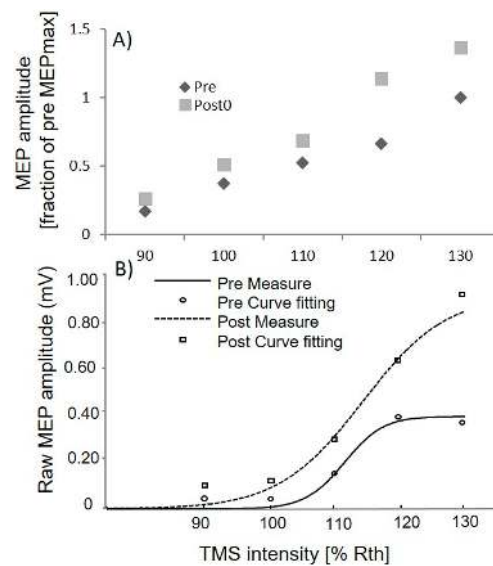 A)
MEP amplitude
[fraction of pre MEPmax]
1.5
1
0.5
0
Pre
Post0
90 100 110 120 130
B)
Raw MEP amplitude (mV)
1.00
0.80
0.60
0.40
0.20
0
Pre Measure
Pre Curve fitting
Post Measure
Post Curve fitting
90 100 110 120 130
TMS intensity [% Rth]